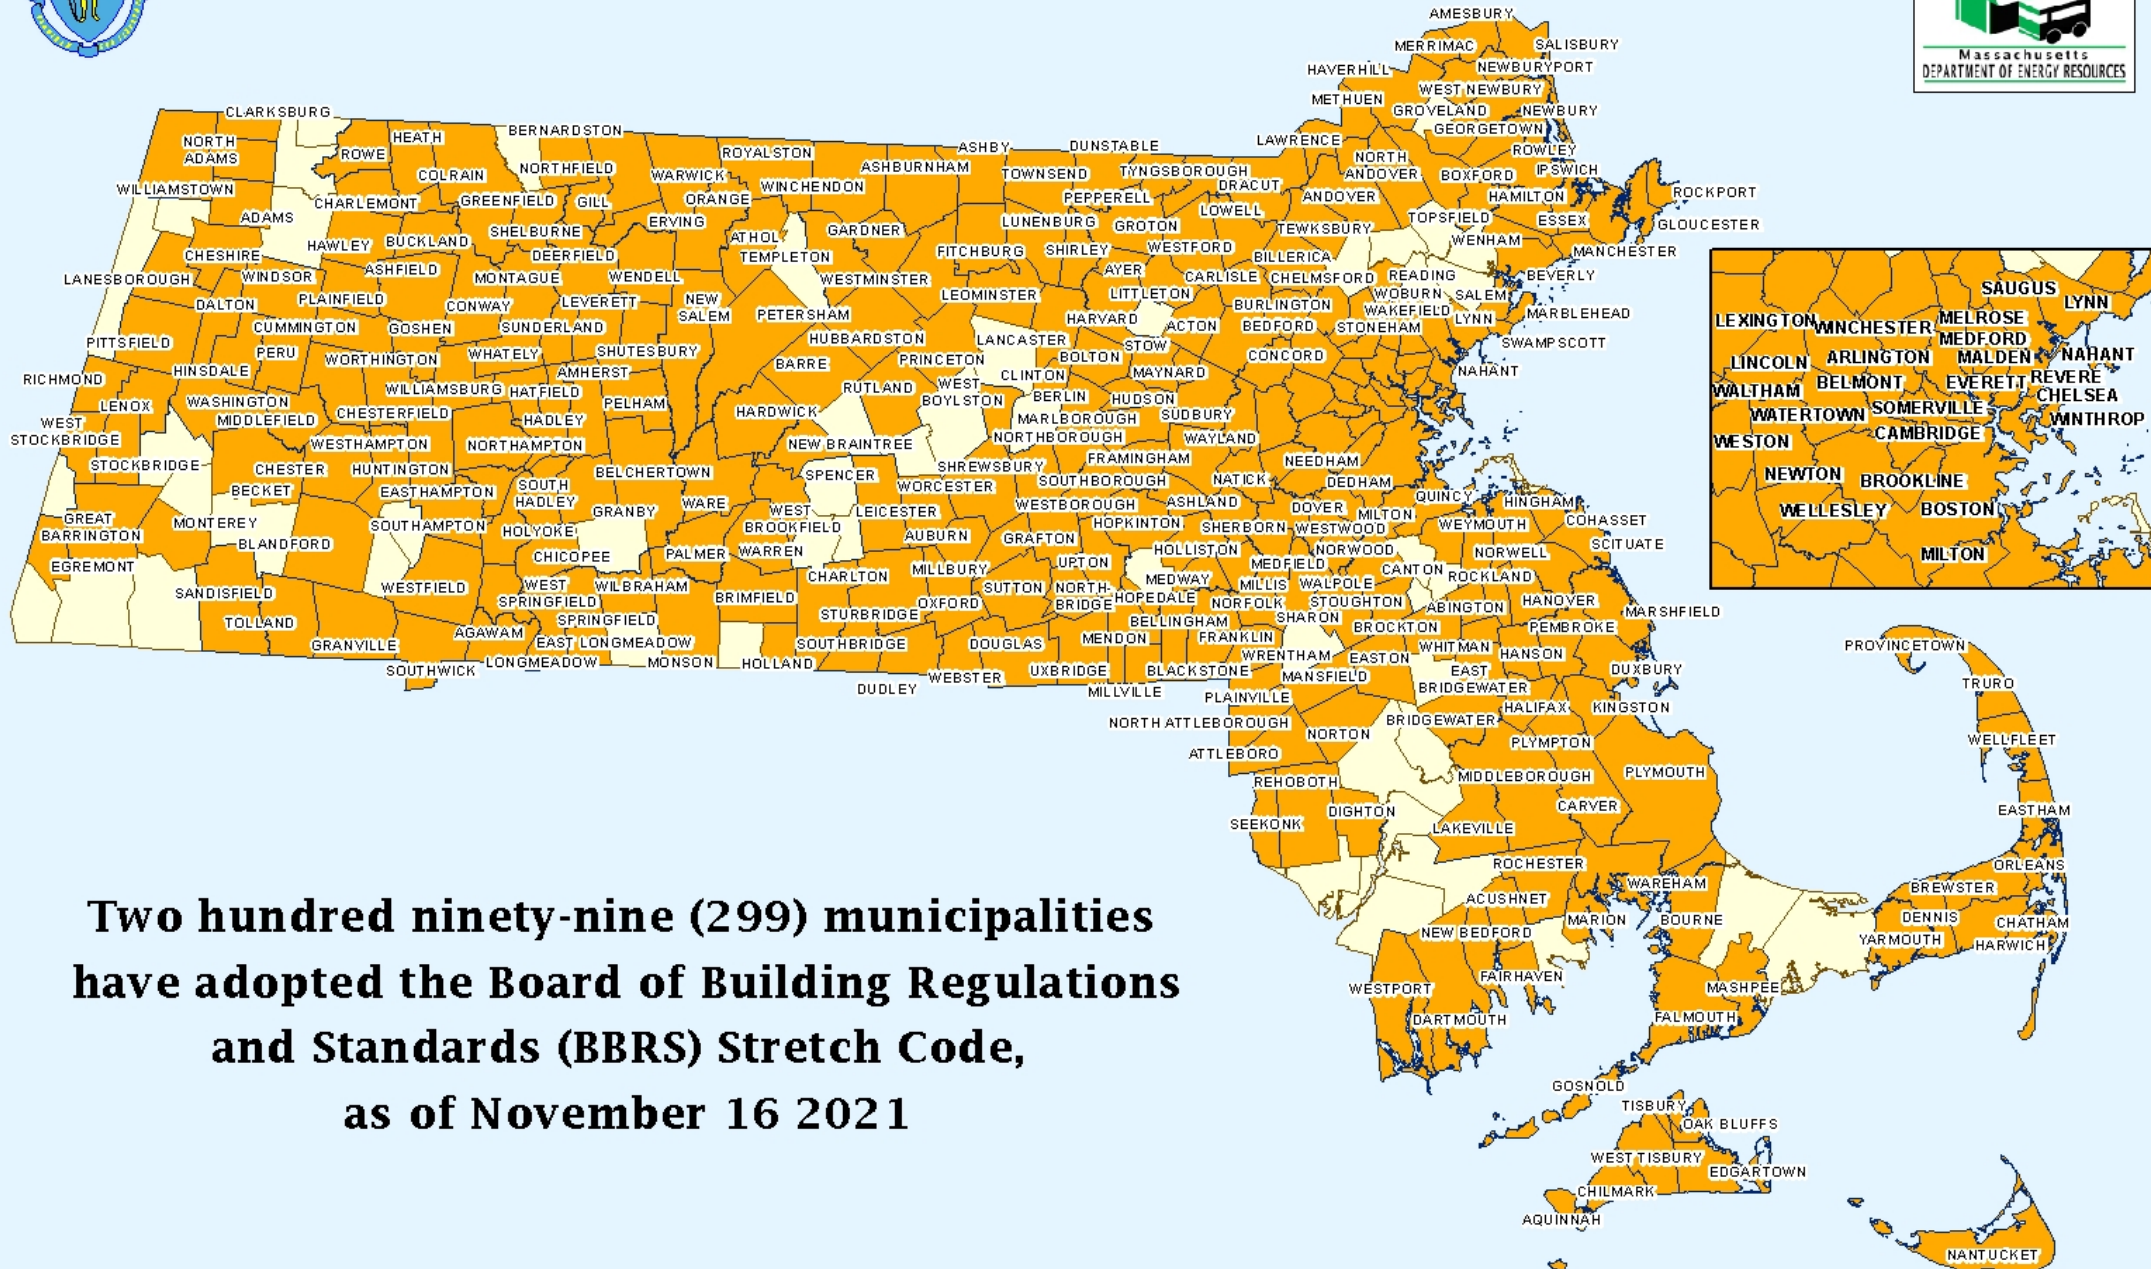 AMESBURY
MERRIMAC
SALISBURY
HAVERHILL
NEWBURYPORT
METHUEN
WEST NEWBURY
GROVELAND
NEWBURY
Massachusetts
DEPARTMENT OF ENERGY RESOURCES
CLARKSBURG
HEATH
BERNARDSTON
GEORGETOWN
NORTH
ADAMS
ROWE
ROYALSTON
ASHBY
DUNSTABLE
LAWRENCE
ROWLEY
COLRAIN
NORTHFIELD
WARWICK
ASHBURNHAM
TOWNSEND
TYNGSBOROUGH
NORTH
ANDOVER
BOXFORD
IPSWICH
WILLIAMSTOWN
WINCHENDON
DRACUT
ROCKPORT
CHARLEMONT
GREENFIELD
GILL
ORANGE
PEPPERELL
ANDOVER
HAMILTON
ADAMS
ERVING
LUNENBURG
GROTON
LOWELL
TOPSFIELD
ESSEX
GLOUCESTER
HAWLEY
BUCKLAND
SHELBURNE
ATHOL
GARDNER
TEWKSBURY
WENHAM
CHESHIRE
DEERFIELD
TEMPLETON
FITCHBURG
SHIRLEY
WESTFORD
BILLERICA
MANCHESTER
LANESBOROUGH
WINDSOR
ASHFIELD
MONTAGUE
WENDELL
WESTMINSTER
AYER
CARLISLE
CHELMSFORD
READING
BEVERLY
DALTON
PLAINFIELD
CONWAY
LEVERETT
NEW
SALEM
PETERSHAM
LEOMINSTER
LITTLETON
BURLINGTON
WOBURN
SALEM
CUMMINGTON
GOSHEN
SUNDERLAND
HARVARD
ACTON
BEDFORD
WAKEFIELD
LYNN
MARBLEHEAD
STONEHAM
PITTSFIELD
PERU
WORTHINGTON
WHATELY
SHUTESBURY
HUBBARDSTON
LANCASTER
STOW
SWAMPSCOTT
RICHMOND
HINSDALE
AMHERST
BARRE
PRINCETON
BOLTON
CONCORD
WILLIAMSBURG
HATFIELD
RUTLAND
CLINTON
MAYNARD
NAHANT
LENOX
WASHINGTON
CHESTERFIELD
PELHAM
HARDWICK
WEST
BOYLSTON
BERLIN
HUDSON
WEST
STOCKBRIDGE
MIDDLEFIELD
HADLEY
MARLBOROUGH
SUDBURY
WESTHAMPTON
NORTHAMPTON
NEW BRAINTREE
NORTHBOROUGH
WAYLAND
STOCKBRIDGE
CHESTER
HUNTINGTON
BELCHERTOWN
SPENCER
SHREWSBURY
FRAMINGHAM
NEEDHAM
BECKET
EASTHAMPTON
SOUTH
HADLEY
WORCESTER
SOUTHBOROUGH
NATICK
DEDHAM
GREAT
BARRINGTON
MONTEREY
SOUTHAMPTON
HOLYOKE
GRANBY
WARE
WEST
BROOKFIELD
LEICESTER
WESTBOROUGH
ASHLAND
DOVER
MILTON
QUINCY
HINGHAM
HOPKINTON
SHERBORN
WESTWOOD
WEYMOUTH
COHASSET
BLANDFORD
CHICOPEE
PALMER
WARREN
AUBURN
GRAFTON
HOLLISTON
NORWOOD
NORWELL
SCITUATE
EGREMONT
CHARLTON
MILLBURY
UPTON
MEDFIELD
CANTON
ROCKLAND
SANDISFIELD
WESTFIELD
WEST
SPRINGFIELD
WILBRAHAM
BRIMFIELD
SUTTON
NORTH-
BRIDGE
MEDWAY
MILLIS
WALPOLE
OXFORD
HOPEDALE
NORFOLK
STOUGHTON
ABINGTON
HANOVER
MARSHFIELD
TOLLAND
SPRINGFIELD
STURBRIDGE
BELLINGHAM
SHARON
BROCKTON
PEMBROKE
GRANVILLE
AGAWAM
EAST LONGMEADOW
SOUTHBRIDGE
DOUGLAS
MENDON
FRANKLIN
WRENTHAM
EASTON
WHITMAN
HANSON
SOUTHWICK
LONGMEADOW
MONSON
HOLLAND
WEBSTER
UXBRIDGE
BLACKSTONE
MANSFIELD
EAST
BRIDGEWATER
DUXBURY
DUDLEY
MILLVILLE
PLAINVILLE
HALIFAX
KINGSTON
NORTH ATTLEBOROUGH
NORTON
BRIDGEWATER
ATTLEBORO
PLYMPTON
REHOBOTH
MIDDLEBOROUGH
PLYMOUTH
DIGHTON
CARVER
SEEKONK
LAKEVILLE
ROCHESTER
WAREHAM
ACUSHNET
MARION
BOURNE
NEW BEDFORD
FAIRHAVEN
WESTPORT
MASHPEE
DARTMOUTH
FALMOUTH
GOSNOLD
TISBURY
OAK BLUFFS
WEST TISBURY
EDGARTOWN
CHILMARK
AQUINNAH
NANTUCKET
PROVINCETOWN
TRURO
WELLFLEET
EASTHAM
ORLEANS
BREWSTER
DENNIS
CHATHAM
YARMOUTH
HARWICH
SAUGUS
LYNN
LEXINGTON
WINCHESTER
MELROSE
MEDFORD
LINCOLN
ARLINGTON
MALDEN
NAHANT
WALTHAM
BELMONT
EVERETT
REVERE
CHELSEA
WATERTOWN
SOMERVILLE
WINTHROP
WESTON
CAMBRIDGE
NEWTON
BROOKLINE
WELLESLEY
BOSTON
MILTON
Two hundred ninety-nine (299) municipalities
have adopted the Board of Building Regulations
and Standards (BBRS) Stretch Code,
as of November 16 2021